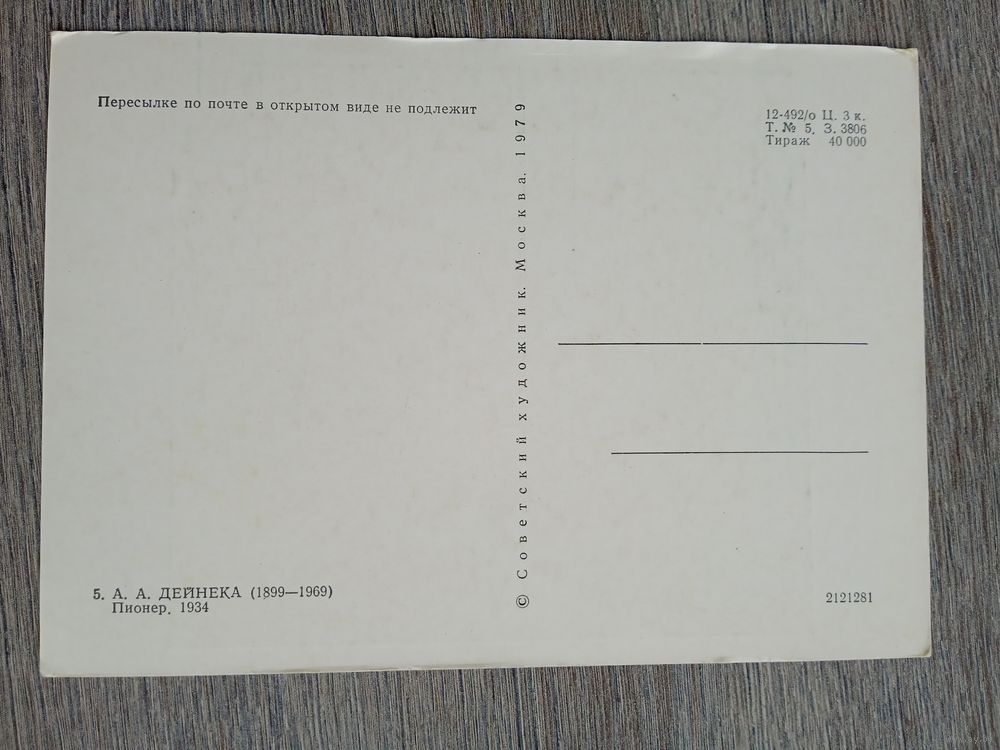 Пересылке по почте в открытом виде не подлежит
12-492/о Ц. 3 к.
Т. № 5. З. 3806
Тираж 40 000
© Советский художник. Москва. 1979
5. А. А. ДЕЙНЕКА (1899—1969)
Пионер. 1934
2121281